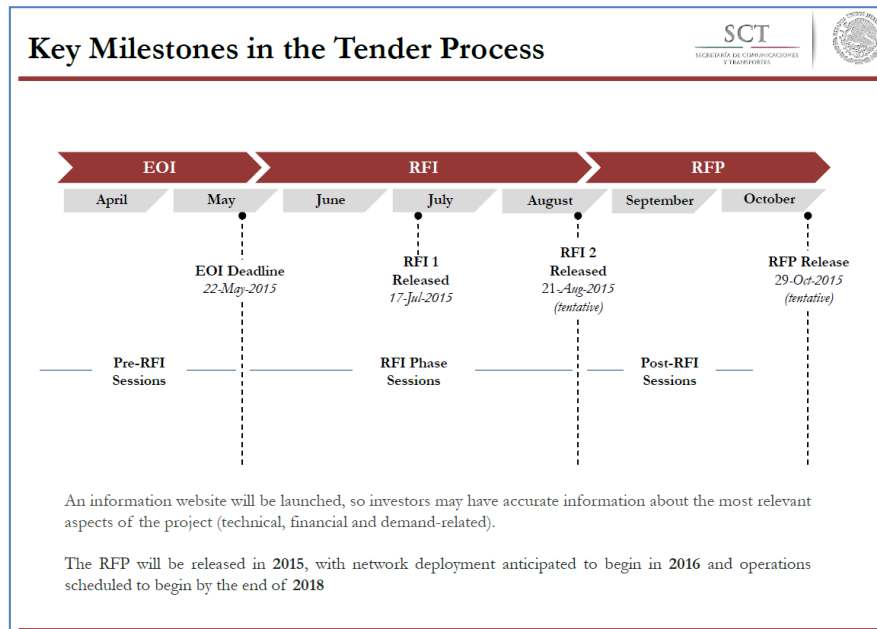 Key Milestones in the Tender Process
SCT
SECRETARÍA DE COMUNICACIONES
Y TRANSPORTES
EOI
RFI
RFP
April
May
June
July
August
September
October
EOI Deadline
22-May-2015
RFI 1
Released
17-Jul-2015
RFI 2
Released
21-Aug-2015
(tentative)
RFP Release
29-Oct-2015
(tentative)
Pre-RFI
Sessions
RFI Phase
Sessions
Post-RFI
Sessions
An information website will be launched, so investors may have accurate information about the most relevant
aspects of the project (technical, financial and demand-related).
The RFP will be released in 2015, with network deployment anticipated to begin in 2016 and operations
scheduled to begin by the end of 2018